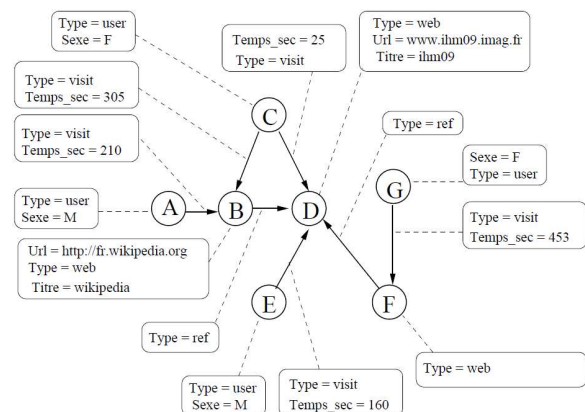 Type = user
Sexe = F
Temps_sec = 25
Type = visit
Type = web
Url = www.ihm09.imag.fr
Titre = ihm09
Type = visit
Temps_sec = 305
C
Type = ref
Type = visit
Temps_sec = 210
Sexe = F
Type = user
G
Type = user
Sexe = M
A
B
D
Type = visit
Temps_sec = 453
Url = http://fr.wikipedia.org
Type = web
Titre = wikipedia
E
F
Type = ref
Type = web
Type = user
Sexe = M
Type = visit
Temps_sec = 160